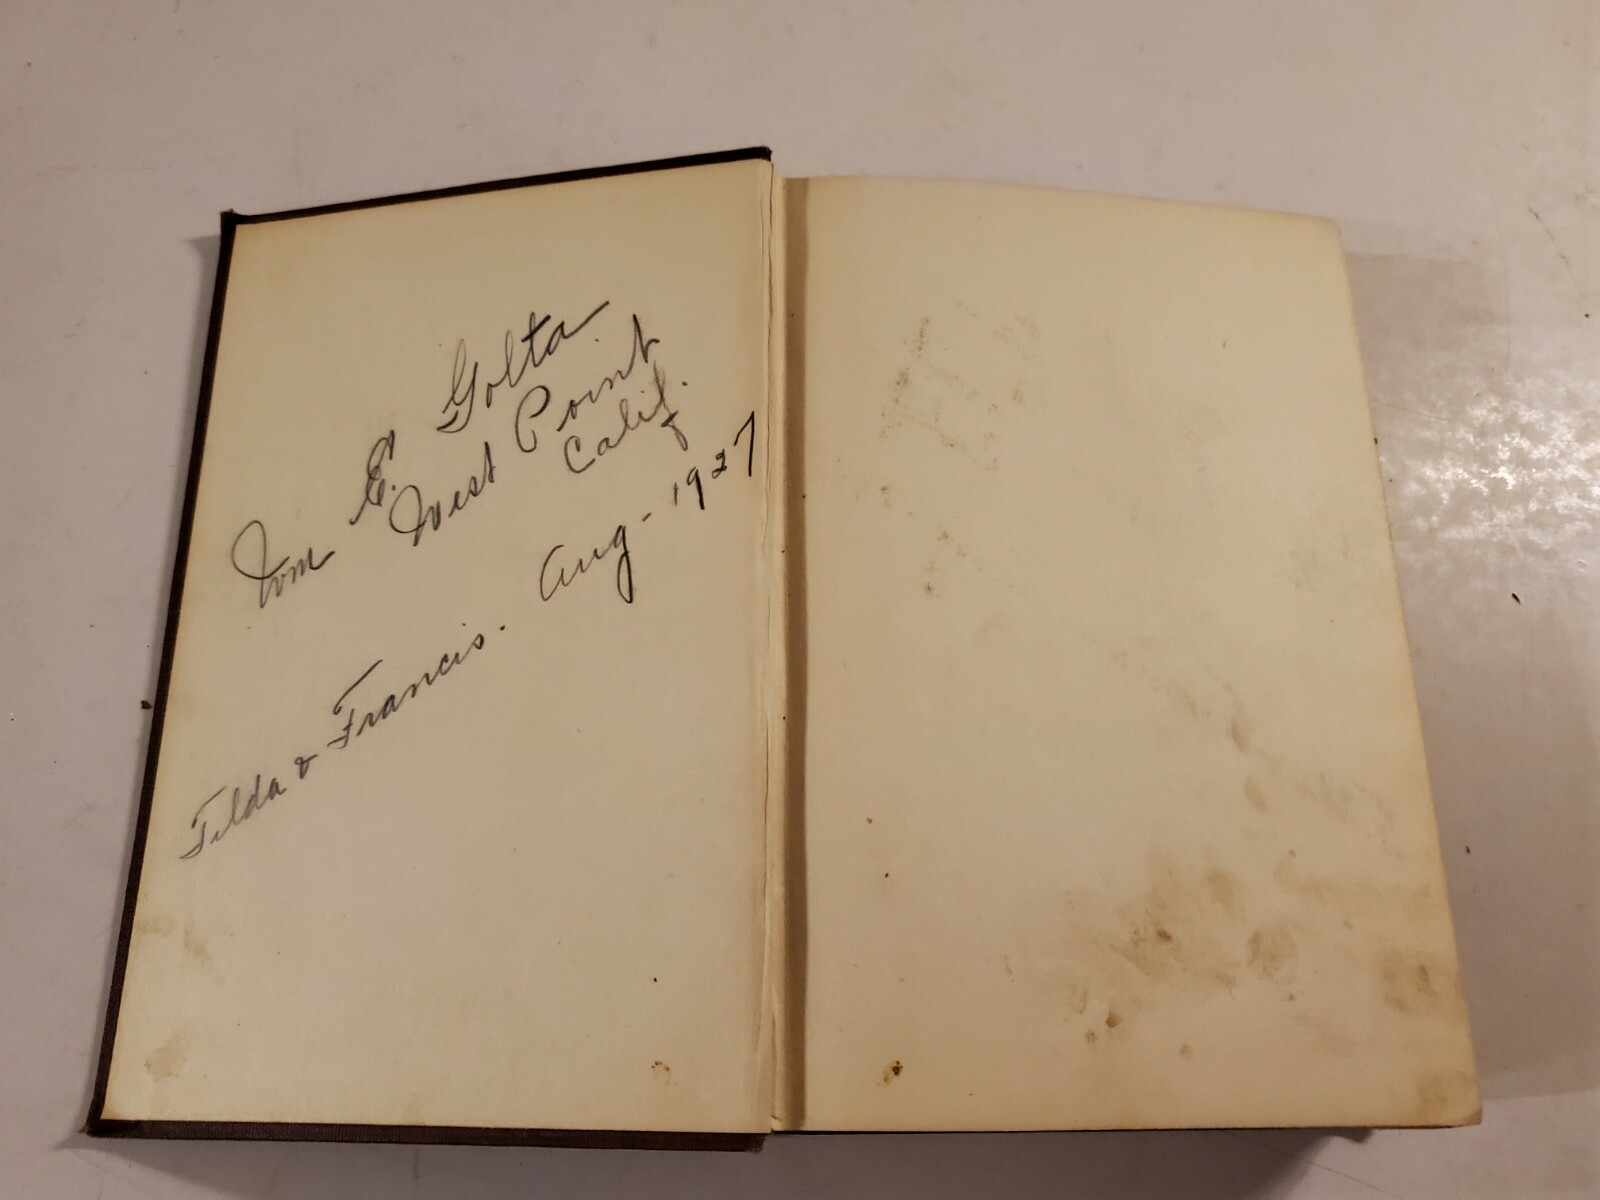 Wm E. Golta
West Point
Calif.
Tilda & Francis. Aug - 1927